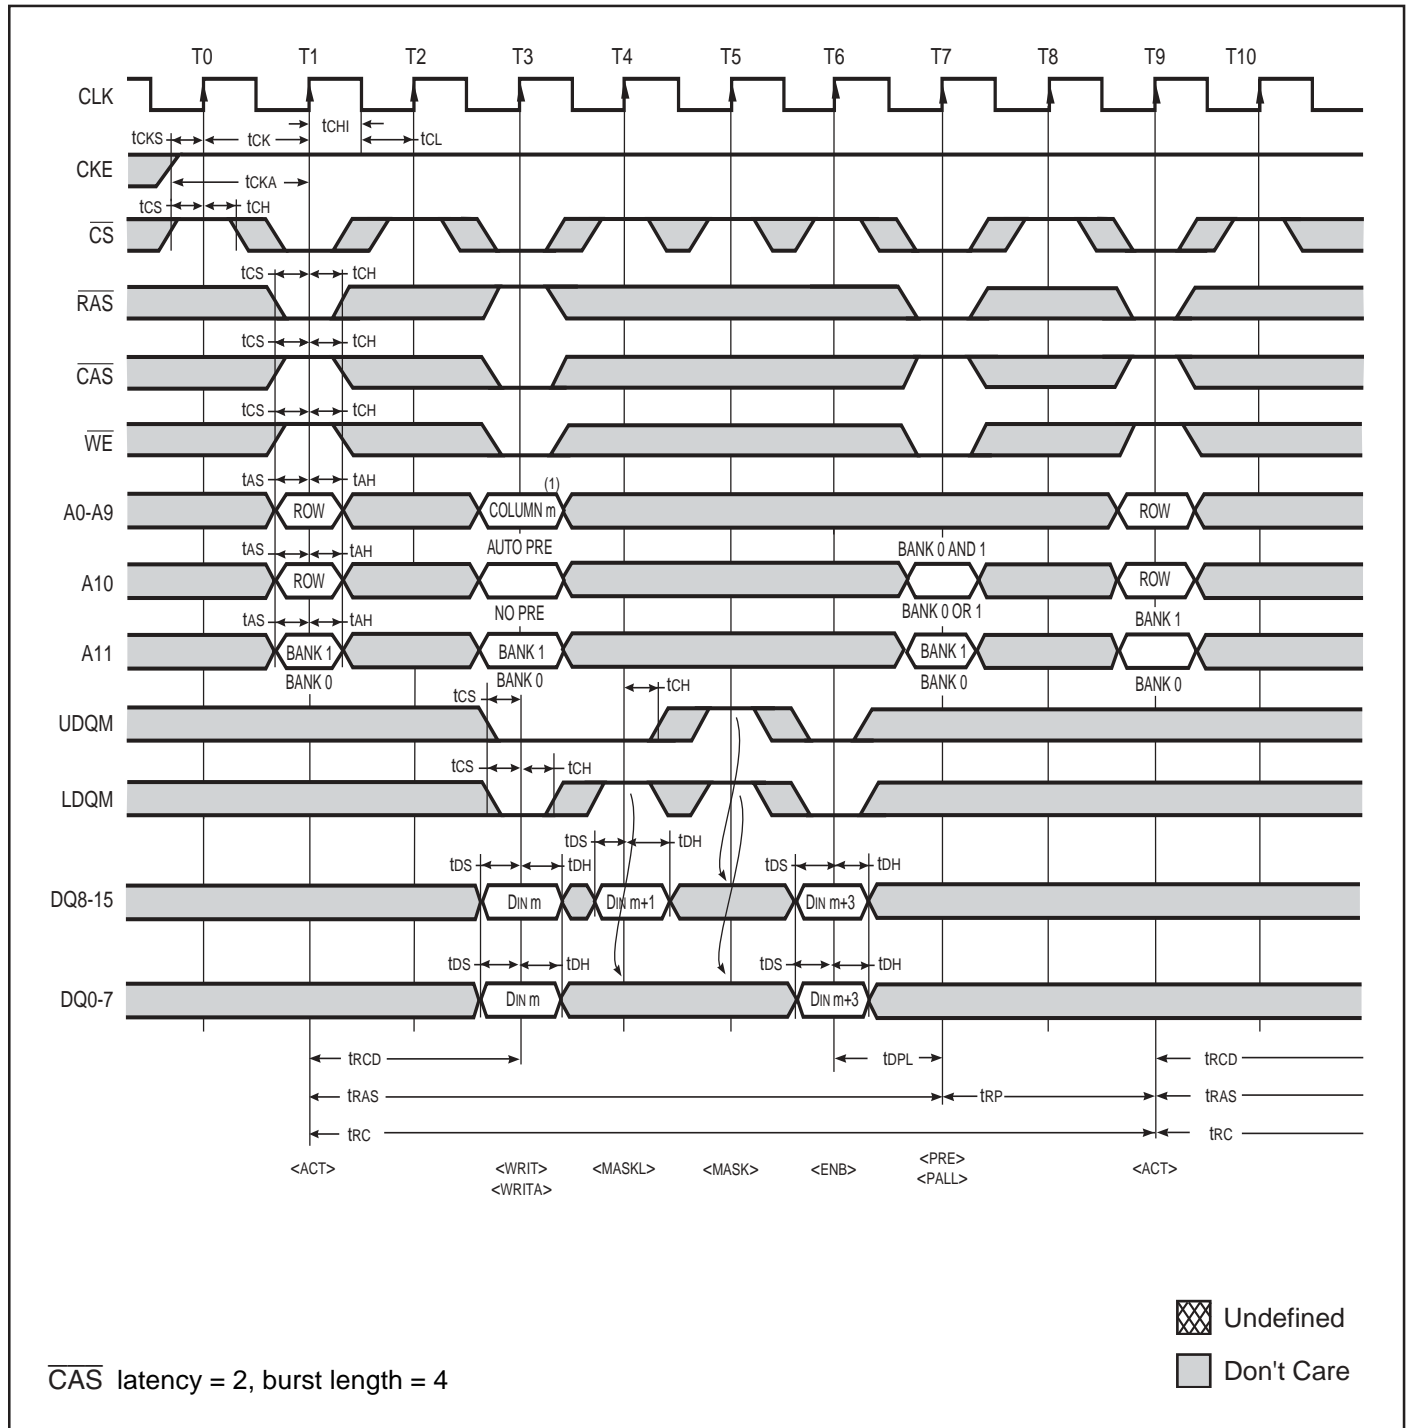 T0 T1 T2 T3 T4 T5 T6 T7 T8 T9 T10
CLK
tCHI
tCKS tCK tCL
CKE
tCKA
tCS tCH
CS
tCS tCH
RAS
tCS tCH
CAS
tCS tCH
WE
tAS tAH (1)
A0-A9 ROW COLUMN m ROW
tAS tAH AUTO PRE BANK 0 AND 1
A10 ROW ROW
NO PRE BANK 0 OR 1 BANK 1
tAS tAH
A11 BANK 1 BANK 1 BANK 1
BANK 0 BANK 0 BANK 0 BANK 0
tCS tCH
UDQM
tCS tCH
LDQM
tDS tDH
tDS tDH tDS tDH
DQ8-15 DIN m DIN m+1 DIN m+3
tDS tDH tDS tDH
DQ0-7 DIN m DIN m+3
tRCD tDPL tRCD
tRAS tRP tRAS
tRC tRC
<ACT> <WRIT> <MASKL> <MASK> <ENB> <PRE> <ACT>
<WRITA> <PALL>
Undefined
Don't Care
CAS latency = 2, burst length = 4